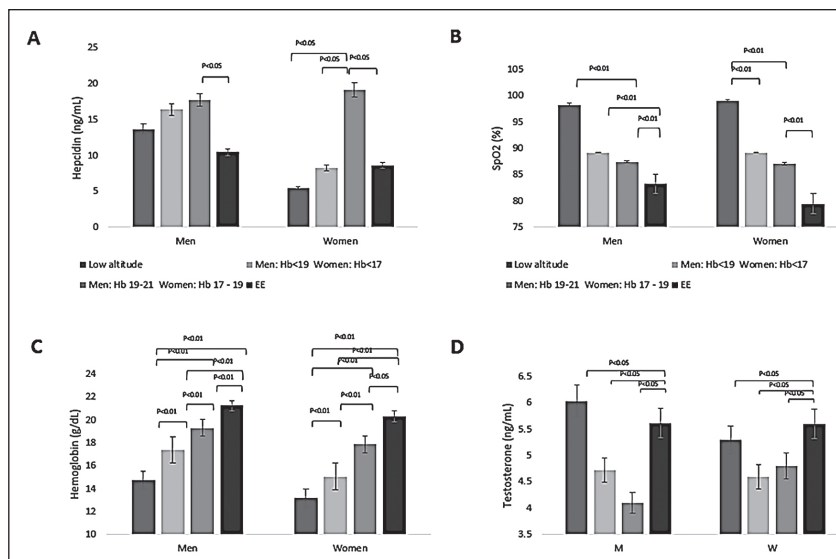 A
P<0.05
P<0.05
P<0.05
P<0.05
Hepcidin (ng/mL)
25
20
15
10
5
0
Men
Women
Low altitude
Men: Hb<19 Women: Hb<17
Men: Hb 19-21 Women: Hb 17 - 19
EE
B
P<0.01
P<0.01
P<0.01
P<0.01
P<0.01
P<0.01
SpO2 (%)
105
100
95
90
85
80
75
Men
Women
Low altitude
Men: Hb<19 Women: Hb<17
Men: Hb 19-21 Women: Hb 17 - 19
EE
C
P<0.01
P<0.01
P<0.01
P<0.01
P<0.01
P<0.01
P<0.01
P<0.01
P<0.01
P<0.05
P<0.01
P<0.01
Hemoglobin (g/dL)
24
22
20
18
16
14
12
10
Men
Women
D
P<0.05
P<0.05
P<0.05
P<0.05
P<0.05
P<0.05
Testosterone (ng/mL)
6.5
6
5.5
5
4.5
4
3.5
M
W